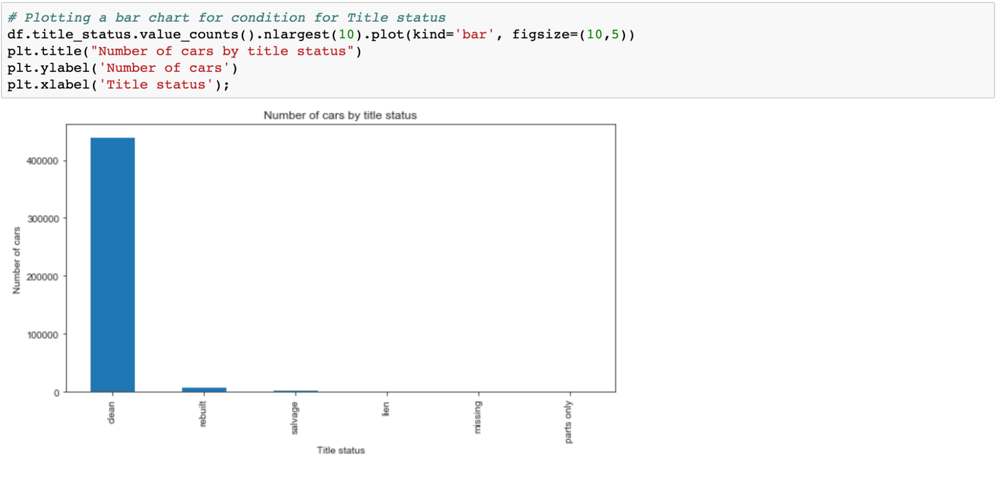 # Plotting a bar chart for condition for Title status
df.title_status.value_counts().nlargest(10).plot(kind='bar', figsize=(10,5))
plt.title("Number of cars by title status")
plt.ylabel('Number of cars')
plt.xlabel('Title status');
Number of cars by title status
400000
300000
200000
100000
0
Number of cars
clean
rebuilt
salvage
lien
missing
parts only
Title status